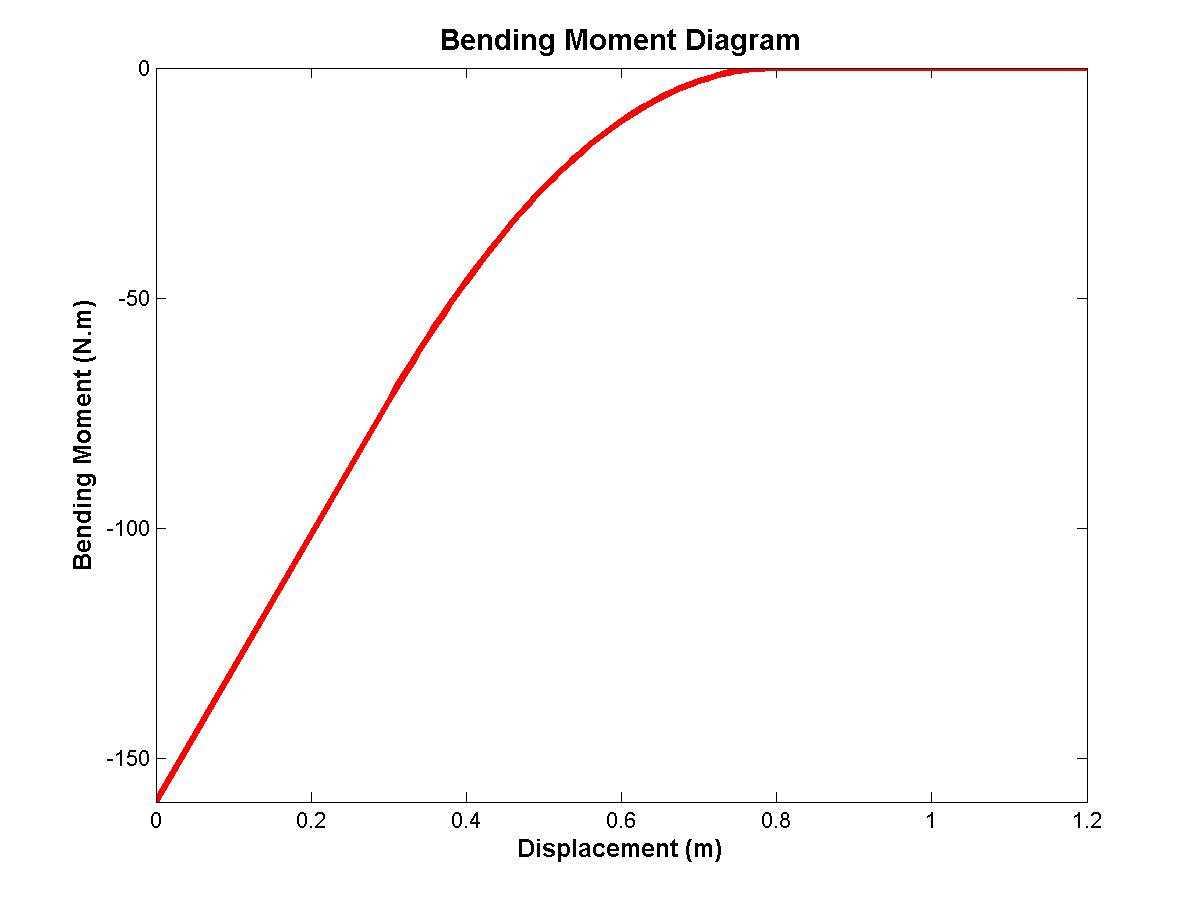 Bending Moment Diagram
0
-50
-100
-150
Bending Moment (N.m)
0 0.2 0.4 0.6 0.8 1 1.2
Displacement (m)